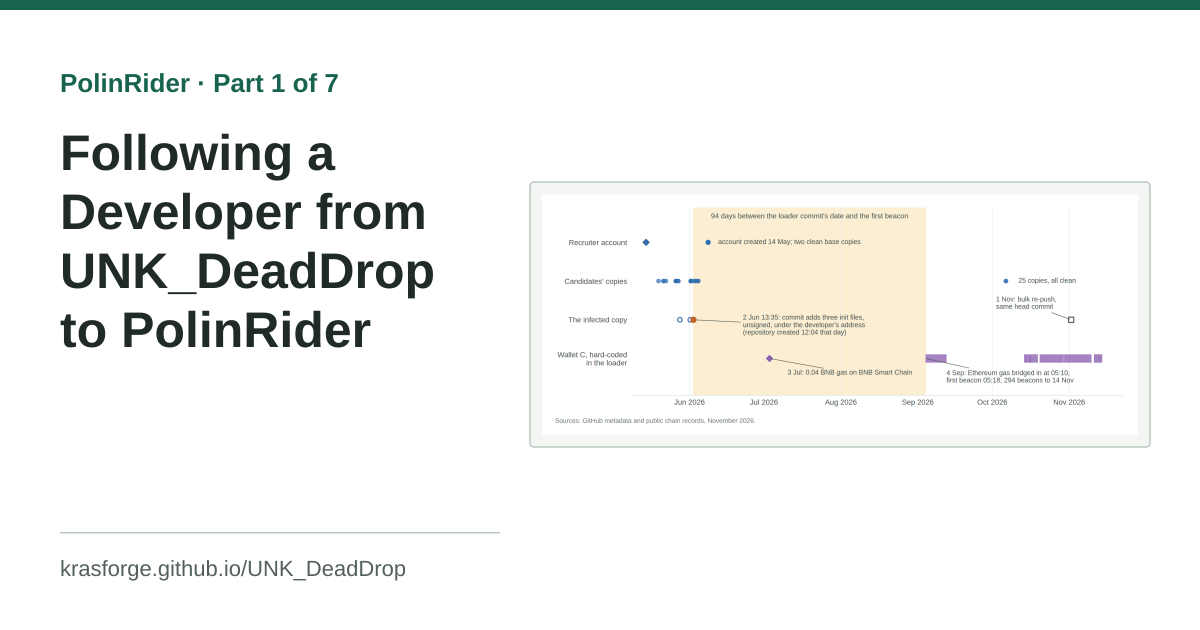 PolinRider · Part 1 of 7
Following a
Developer from
UNK_DeadDrop
to PolinRider
94 days between the loader commit's date and the first beacon
Recruiter account
account created 14 May; two clean base copies
Candidates' copies
25 copies, all clean
1 Nov: bulk re-push,
same head commit
The infected copy
2 Jun 13:35: commit adds three init files,
unsigned, under the developer's address
(repository created 12:04 that day)
Wallet C, hard-coded
in the loader
3 Jul: 0.04 BNB gas on BNB Smart Chain
4 Sep: Ethereum gas bridged in at 05:10,
first beacon 05:18; 294 beacons to 14 Nov
Jun 2026
Jul 2026
Aug 2026
Sep 2026
Oct 2026
Nov 2026
Sources: GitHub metadata and public chain records, November 2026.
krasforge.github.io/UNK_DeadDrop